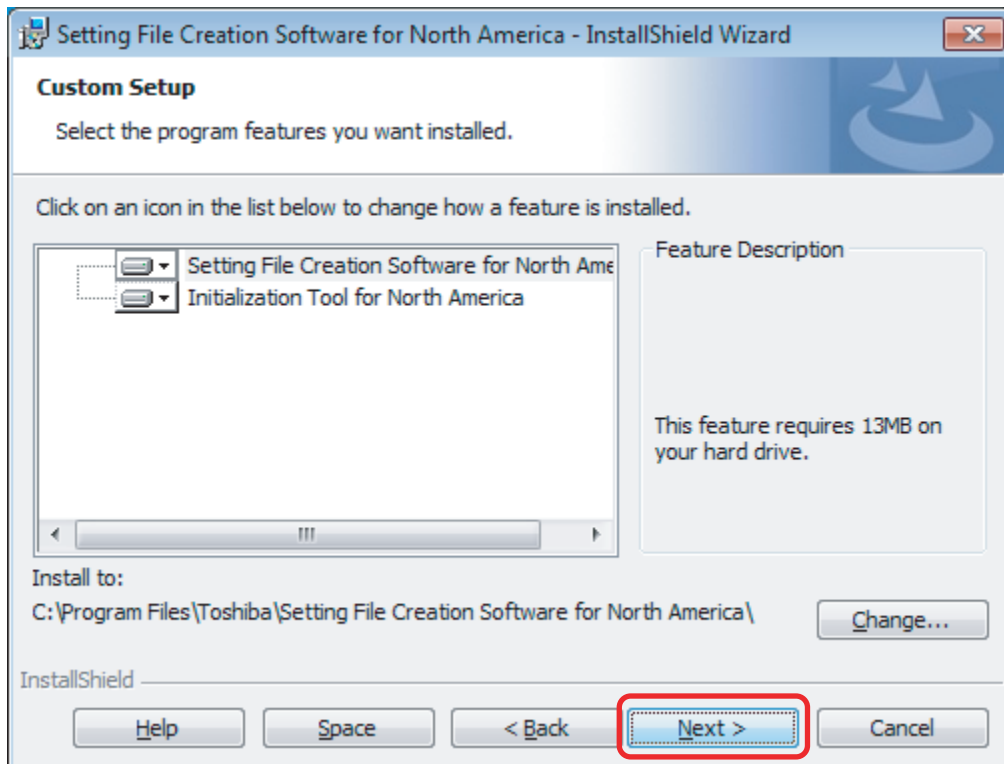 Setting File Creation Software for North America - InstallShield Wizard
Custom Setup
Select the program features you want installed.
Click on an icon in the list below to change how a feature is installed.
Setting File Creation Software for North Ame
Initialization Tool for North America
Feature Description
This feature requires 13MB on
your hard drive.
Install to:
C:\Program Files\Toshiba\Setting File Creation Software for North America\
Change...
InstallShield
Help
Space
< Back
Next >
Cancel